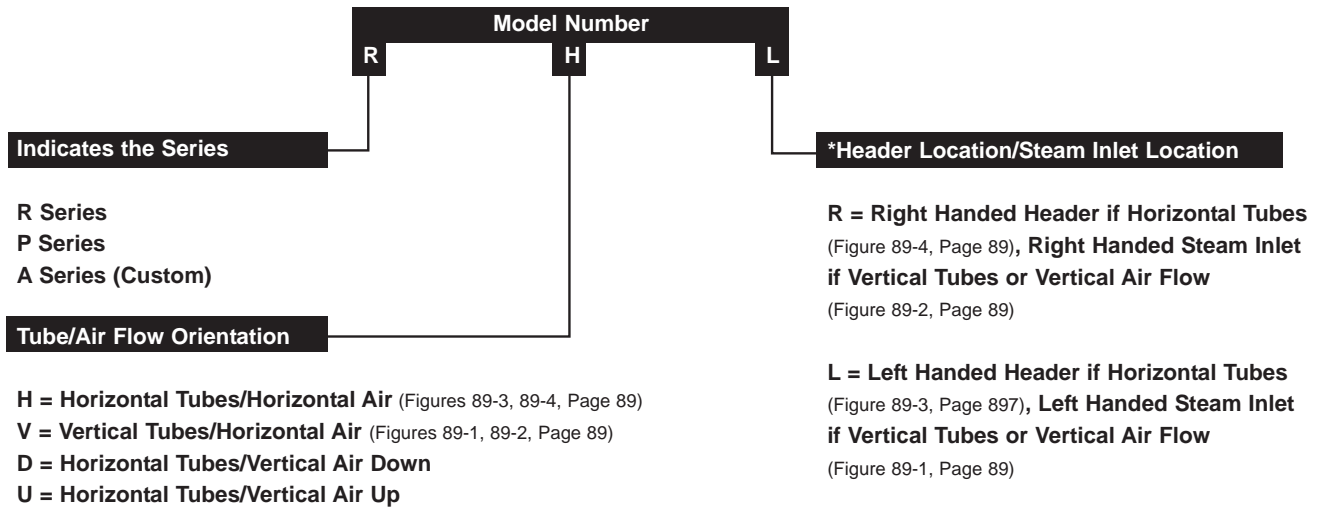 Model Number
R H L
Indicates the Series
R Series
P Series
A Series (Custom)
Tube/Air Flow Orientation
H = Horizontal Tubes/Horizontal Air (Figures 89-3, 89-4, Page 89)
V = Vertical Tubes/Horizontal Air (Figures 89-1, 89-2, Page 89)
D = Horizontal Tubes/Vertical Air Down
U = Horizontal Tubes/Vertical Air Up
*Header Location/Steam Inlet Location
R = Right Handed Header if Horizontal Tubes
(Figure 89-4, Page 89), Right Handed Steam Inlet
if Vertical Tubes or Vertical Air Flow
(Figure 89-2, Page 89)
L = Left Handed Header if Horizontal Tubes
(Figure 89-3, Page 897), Left Handed Steam Inlet
if Vertical Tubes or Vertical Air Flow
(Figure 89-1, Page 89)